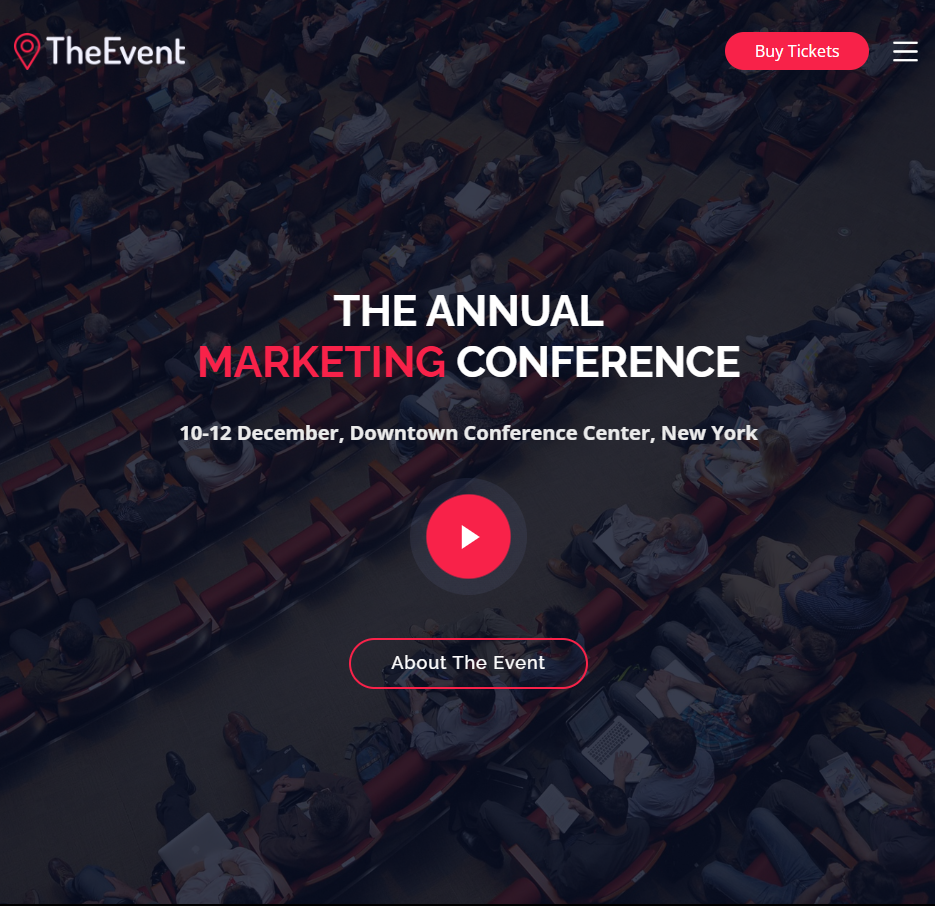 TheEvent
Buy Tickets
THE ANNUAL
MARKETING CONFERENCE
10-12 December, Downtown Conference Center, New York
About The Event